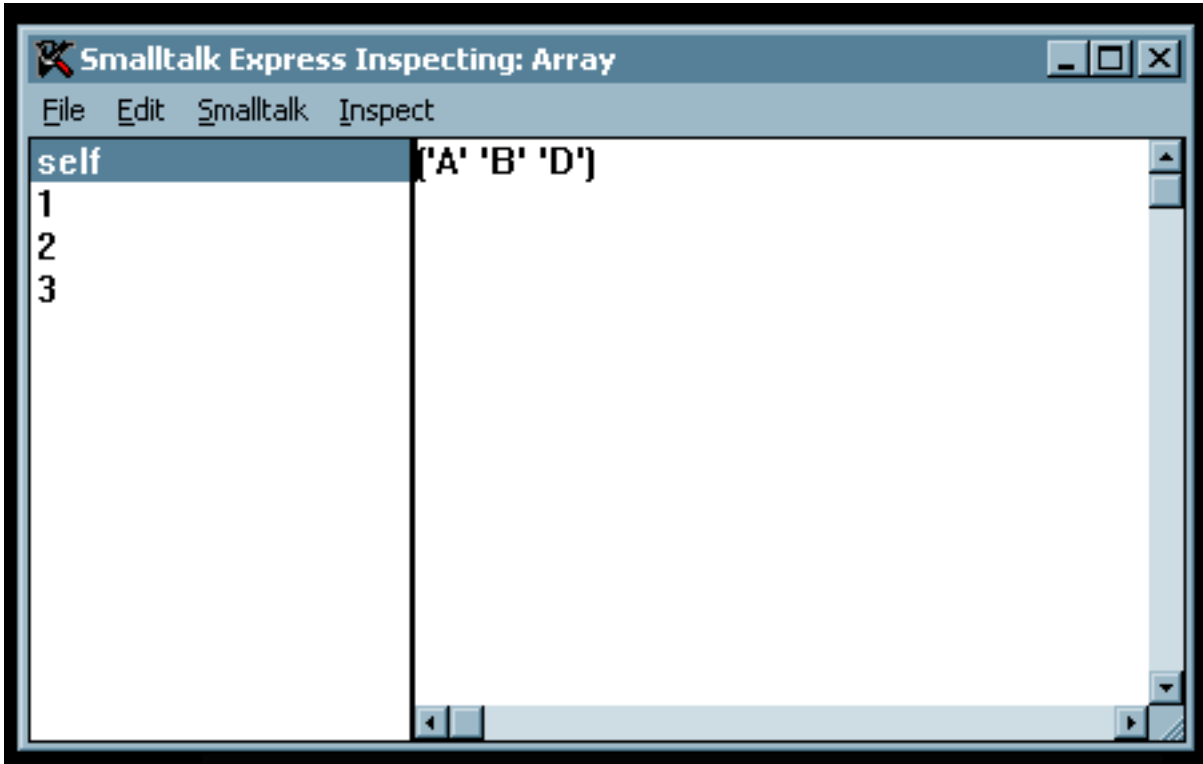 Smalltalk Express Inspecting: Array
File Edit Smalltalk Inspect
self
1
2
3
('A' 'B' 'D')